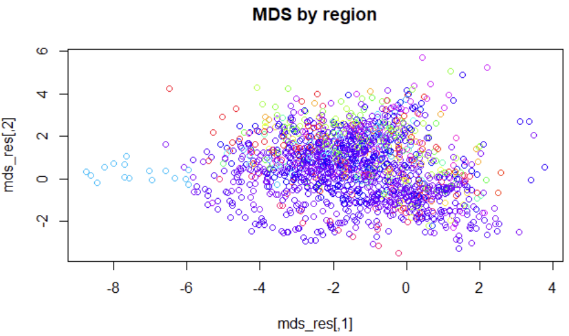 MDS by region
6
4
2
0
-2
mds_res[,2]
-8 -6 -4 -2 0 2 4
mds_res[,1]